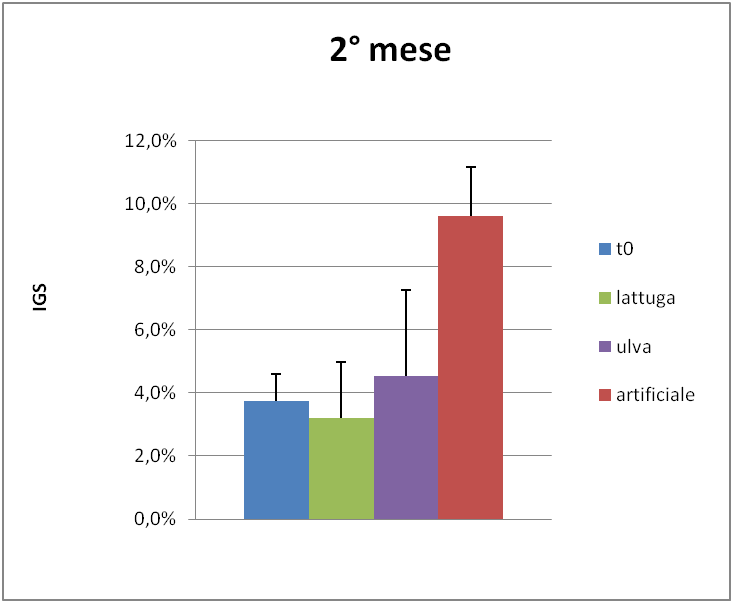 2° mese
12,0%
10,0%
8,0%
6,0%
4,0%
2,0%
0,0%
IGS
t0
lattuga
ulva
artificiale